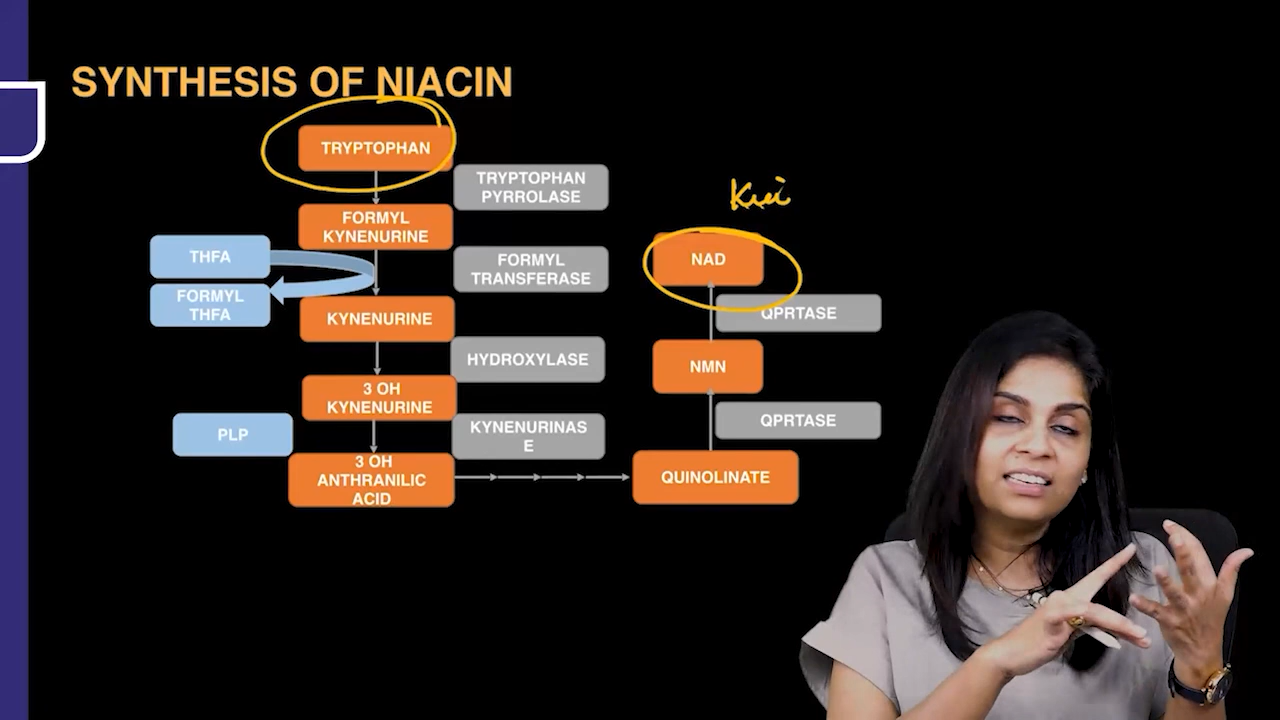 SYNTHESIS OF NIACIN
TRYPTOPHAN
TRYPTOPHAN
PYRROLASE
FORMYL
KYNENURINE
THFA
FORMYL
THFA
FORMYL
TRANSFERASE
KYNENURINE
HYDROXYLASE
3 OH
KYNENURINE
PLP
KYNENURINAS
E
3 OH
ANTHRANILIC
ACID
QUINOLINATE
QPRTASE
NMN
QPRTASE
NAD